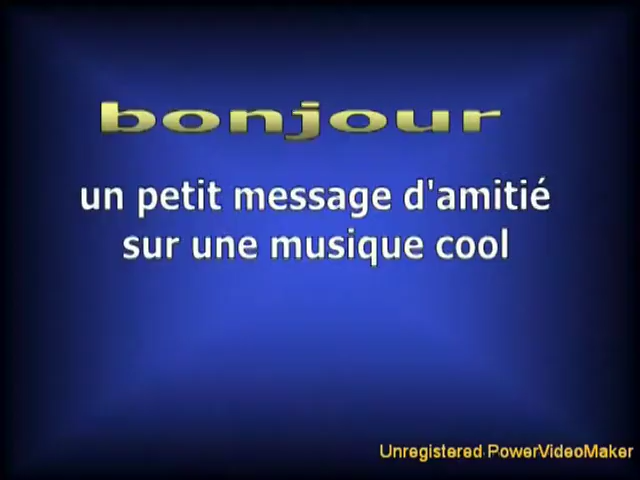 bonjour
un petit message d'amitié
sur une musique cool
Unregistered PowerVideoMaker